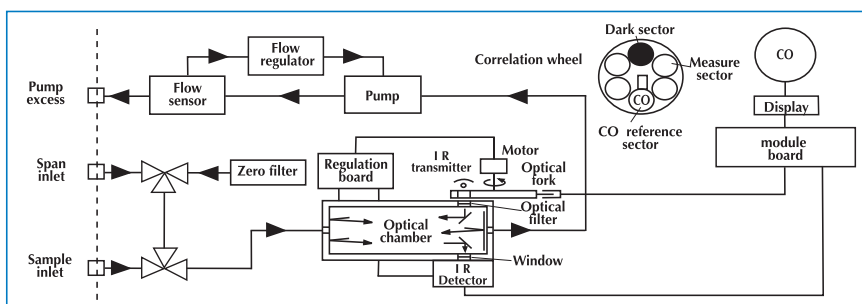 Flow
regulator
Correlation wheel
Dark sector
Measure
sector
CO
CO reference
sector
CO
Display
module
board
Pump
excess
Flow
sensor
Pump
Span
inlet
Zero filter
Regulation
board
I R
transmitter
Motor
Optical
fork
Optical
filter
Optical
chamber
Sample
inlet
Window
I R
Detector